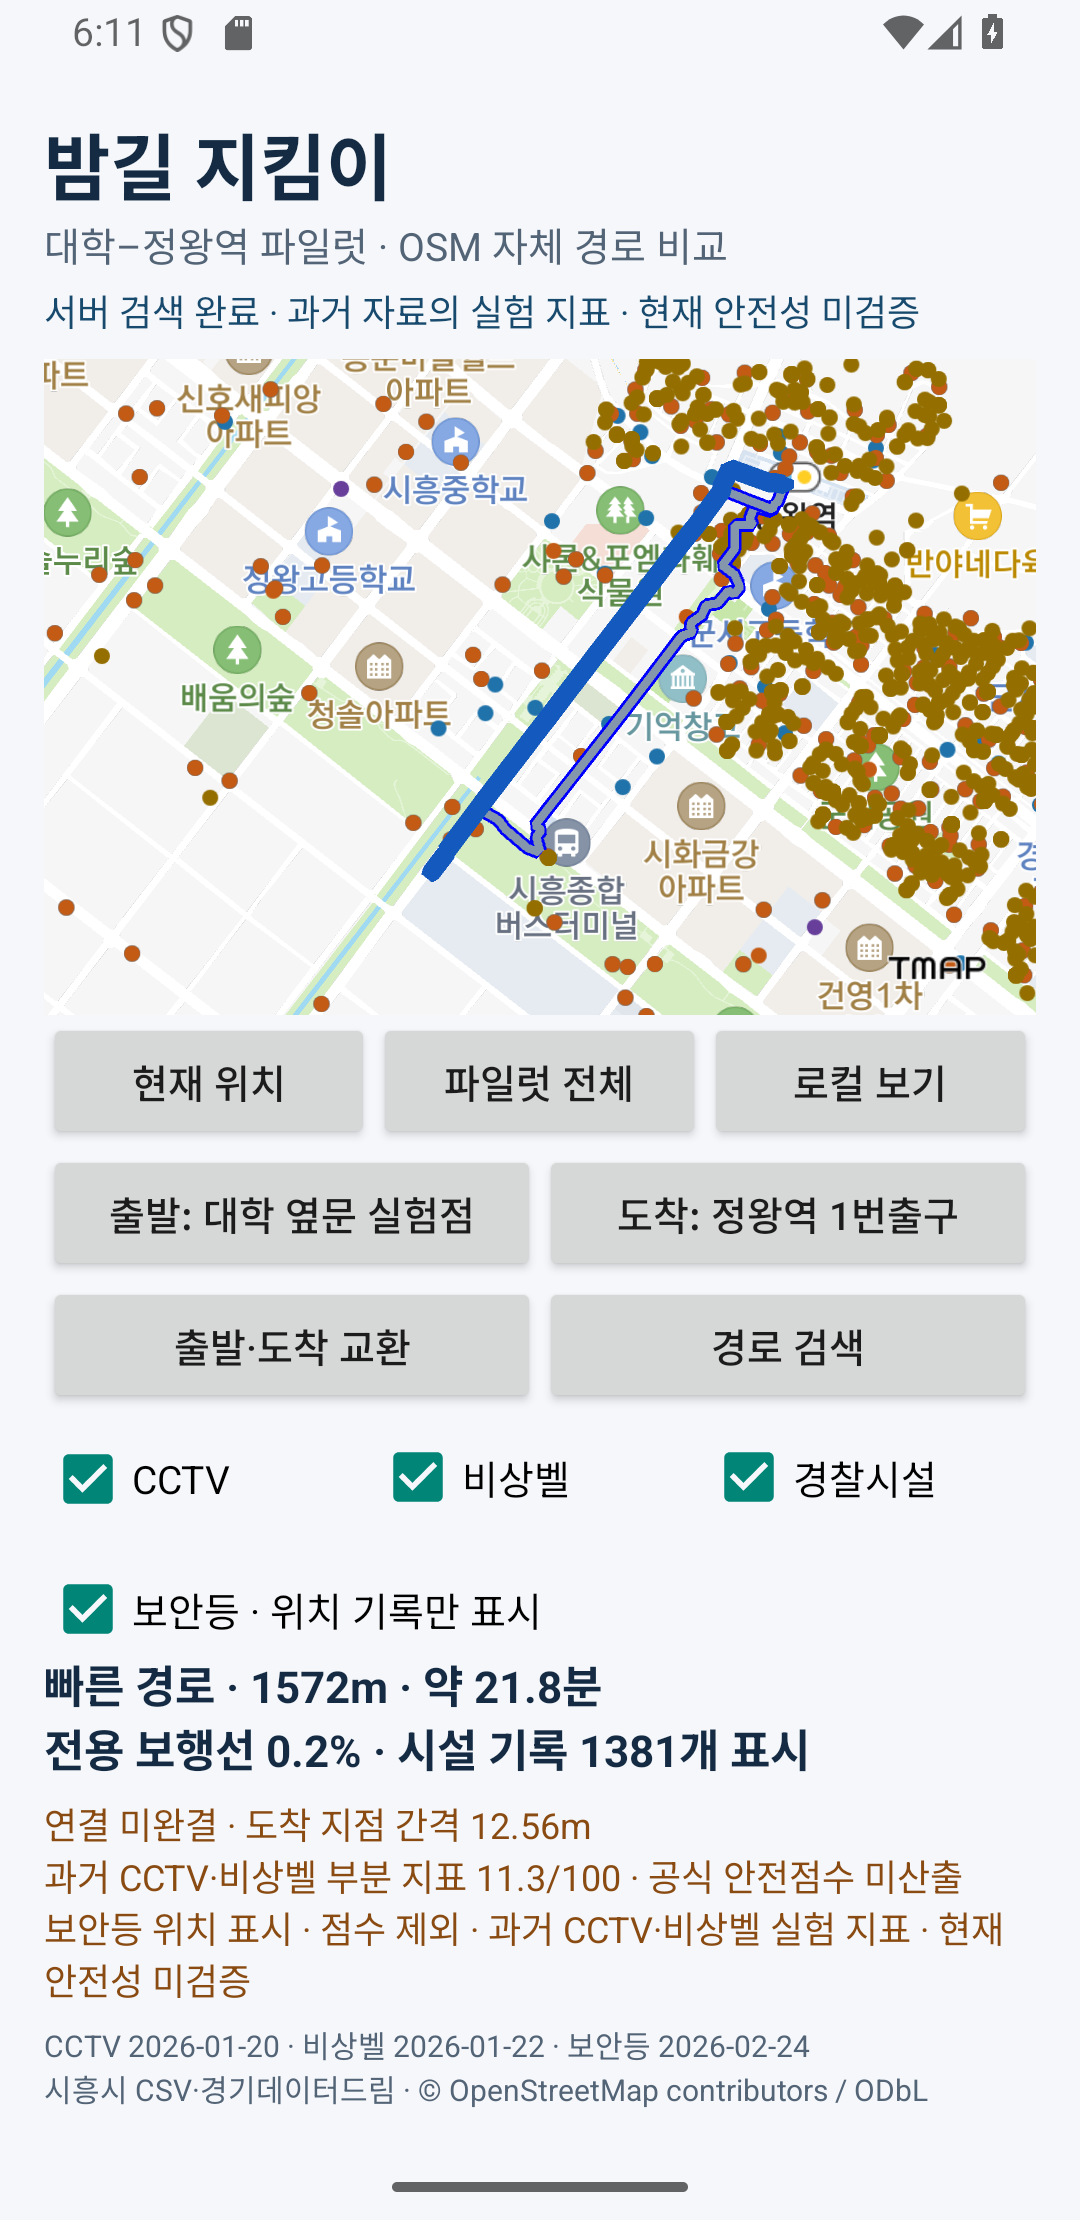 6:11
밤길 지킴이
대학–정왕역 파일럿 · OSM 자체 경로 비교
서버 검색 완료 · 과거 자료의 실험 지표 · 현재 안전성 미검증
아파트
신호새피앙
아파트
시흥중학교
정왕고등학교
식물원
반야네다육
배움의숲
청솔아파트
기억창고
시화금강
아파트
시흥종합
버스터미널
건영1차
TMAP
현재 위치
파일럿 전체
로컬 보기
출발: 대학 옆문 실험점
도착: 정왕역 1번출구
출발·도착 교환
경로 검색
CCTV
비상벨
경찰시설
보안등 · 위치 기록만 표시
빠른 경로 · 1572m · 약 21.8분
전용 보행선 0.2% · 시설 기록 1381개 표시
연결 미완결 · 도착 지점 간격 12.56m
과거 CCTV·비상벨 부분 지표 11.3/100 · 공식 안전점수 미산출
보안등 위치 표시 · 점수 제외 · 과거 CCTV·비상벨 실험 지표 · 현재
안전성 미검증
CCTV 2026-01-20 · 비상벨 2026-01-22 · 보안등 2026-02-24
시흥시 CSV·경기데이터드림 · © OpenStreetMap contributors / ODbL